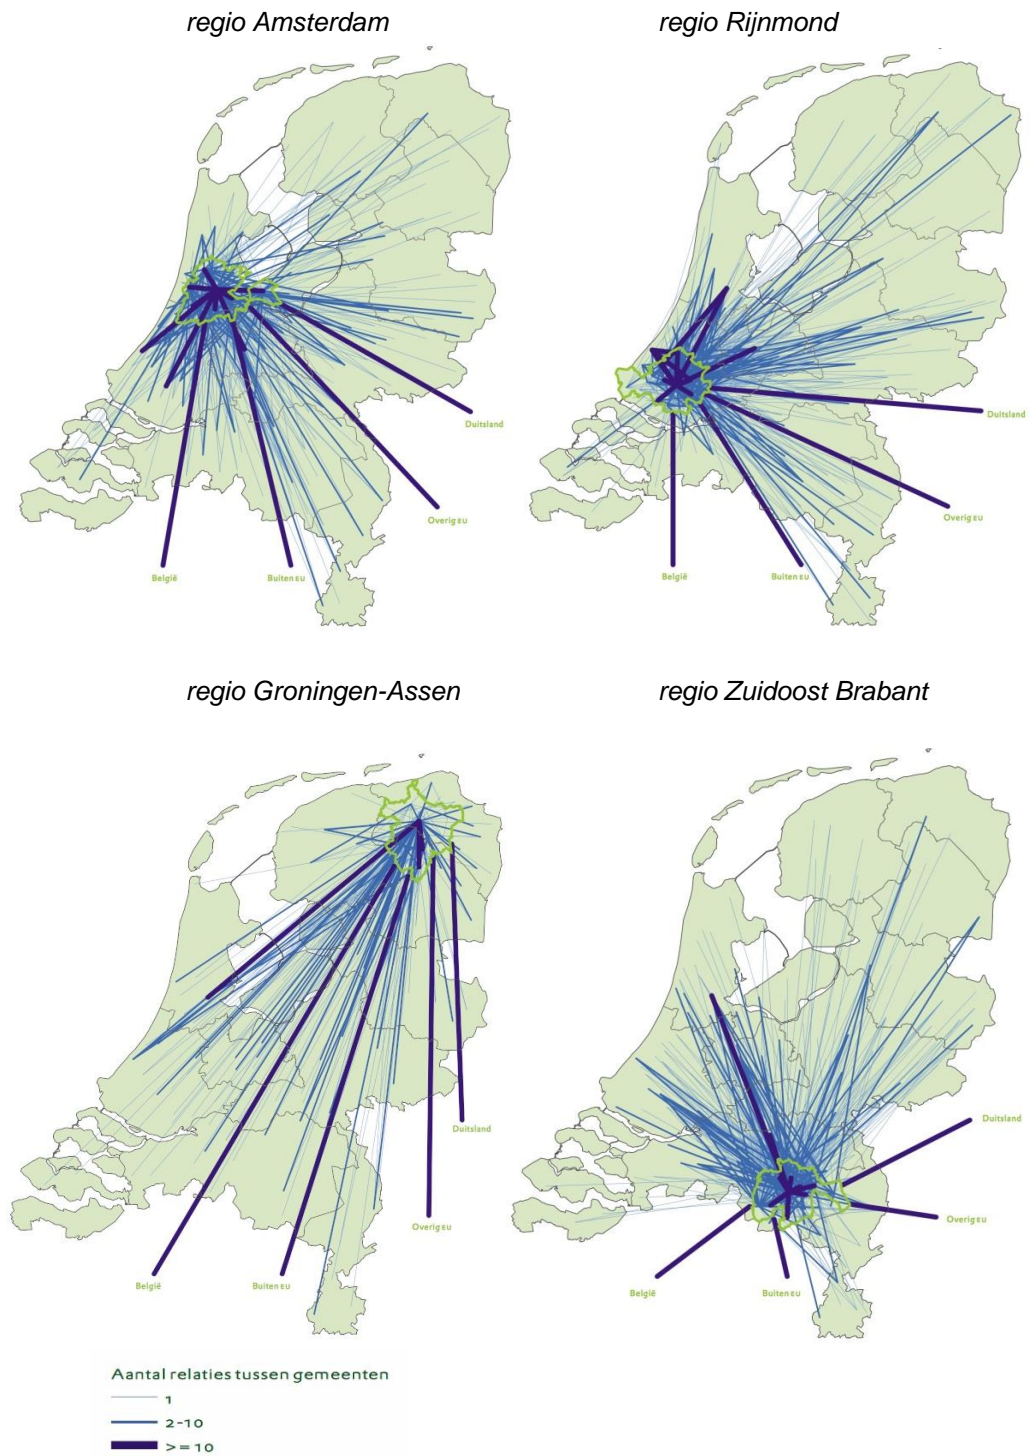 regio Amsterdam
regio Rijnmond
Duitsland
Overig EU
België
Buiten EU
Duitsland
Overig EU
België
Buiten EU
regio Groningen-Assen
regio Zuidoost Brabant
Duitsland
Overig EU
België
Buiten EU
Duitsland
Overig EU
België
Buiten EU
Aantal relaties tussen gemeenten
1
2-10
>= 10